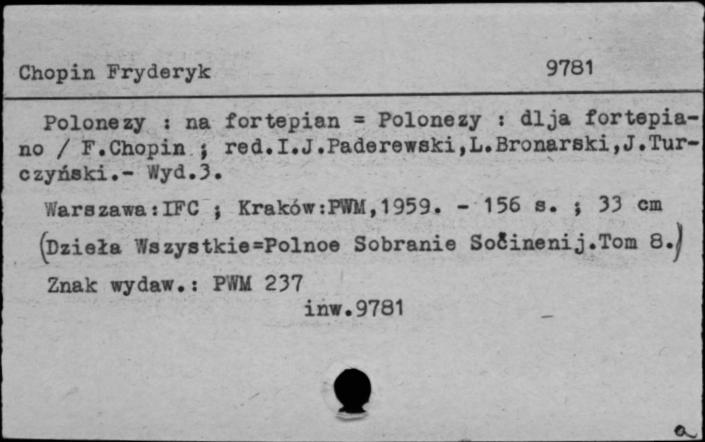 Chopin Fryderyk 9781
Polonezy : na fortepian = Polonezy : dlja fortepia-
no / F.Chopin ; red.I.J.Paderewski,L.Bronarski,J.Tur-
czyński.- Wyd.3.
Warszawa:IFC ; Kraków:PWM,1959. - 156 s. ; 33 cm
(Dzieła Wszystkie=Polnoe Sobranie Sočinenij.Tom 8.)
Znak wydaw.: PWM 237
inw.9781
a